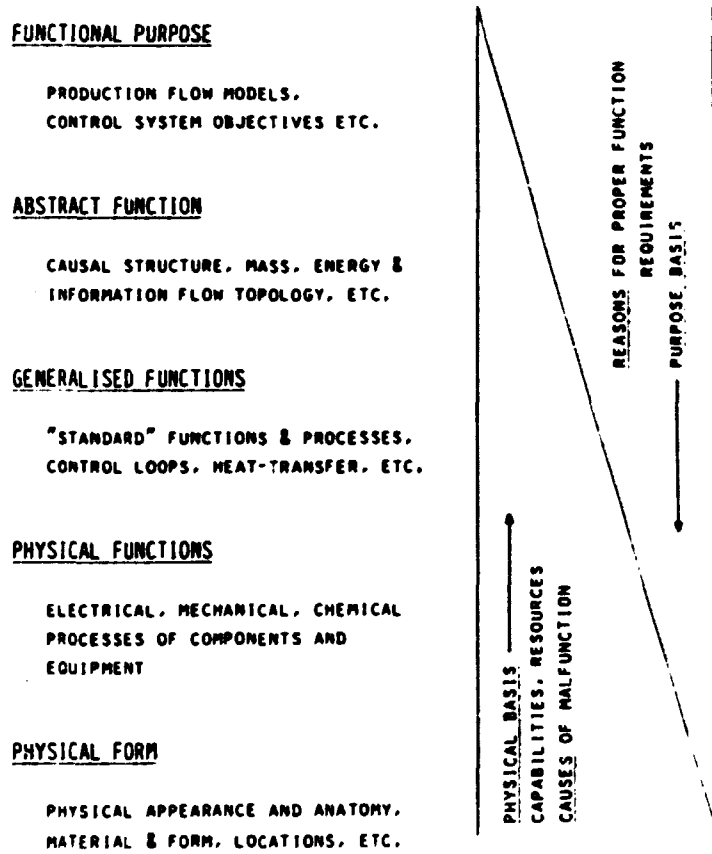 FUNCTIONAL PURPOSE
PRODUCTION FLOW MODELS,
CONTROL SYSTEM OBJECTIVES ETC.
ABSTRACT FUNCTION
CAUSAL STRUCTURE, MASS, ENERGY &
INFORMATION FLOW TOPOLOGY, ETC.
GENERALISED FUNCTIONS
"STANDARD" FUNCTIONS & PROCESSES,
CONTROL LOOPS, HEAT-TRANSFER, ETC.
PHYSICAL FUNCTIONS
ELECTRICAL, MECHANICAL, CHEMICAL
PROCESSES OF COMPONENTS AND
EQUIPMENT
PHYSICAL FORM
PHYSICAL APPEARANCE AND ANATOMY,
MATERIAL & FORM, LOCATIONS, ETC.
PHYSICAL BASIS
CAPABILITIES, RESOURCES
CAUSES OF MALFUNCTION
REASONS FOR PROPER FUNCTION
REQUIREMENTS
PURPOSE BASIS